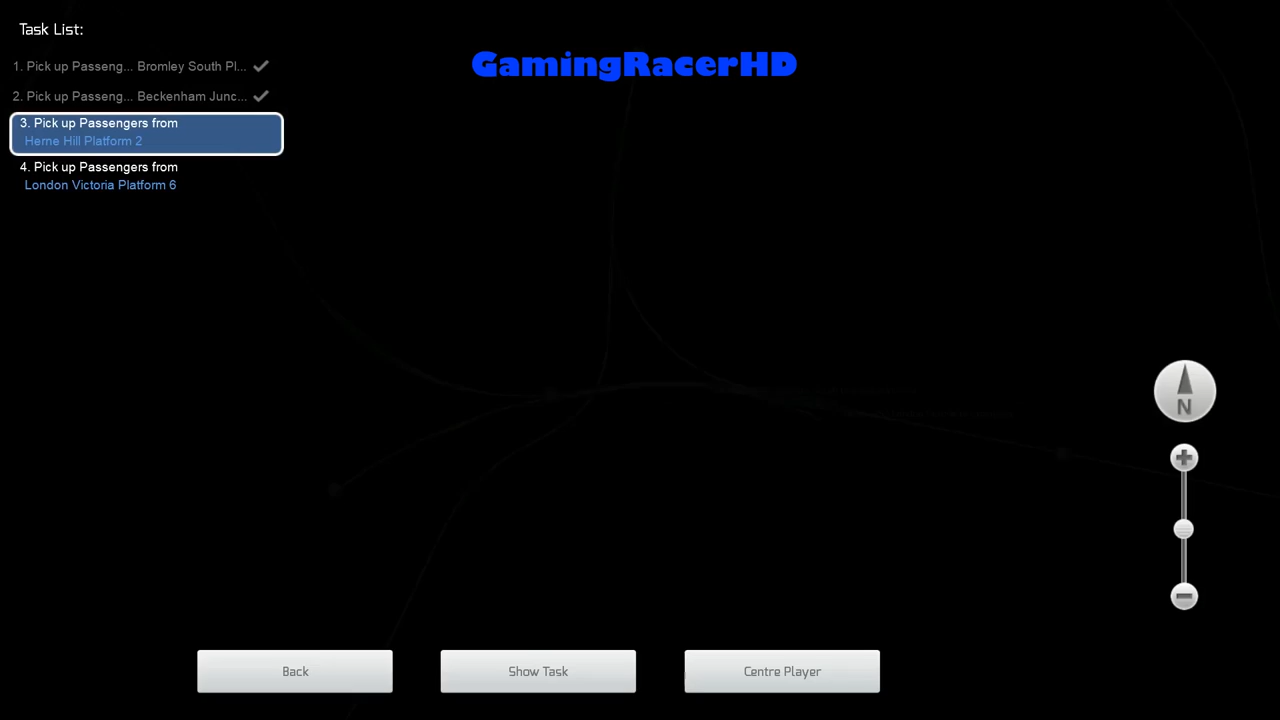 Task List:
GamingRacerHD
1. Pick up Passeng... Bromley South Pl...
2. Pick up Passeng... Beckenham Junc...
3. Pick up Passengers from
Herne Hill Platform 2
4. Pick up Passengers from
London Victoria Platform 6
N
Back
Show Task
Centre Player